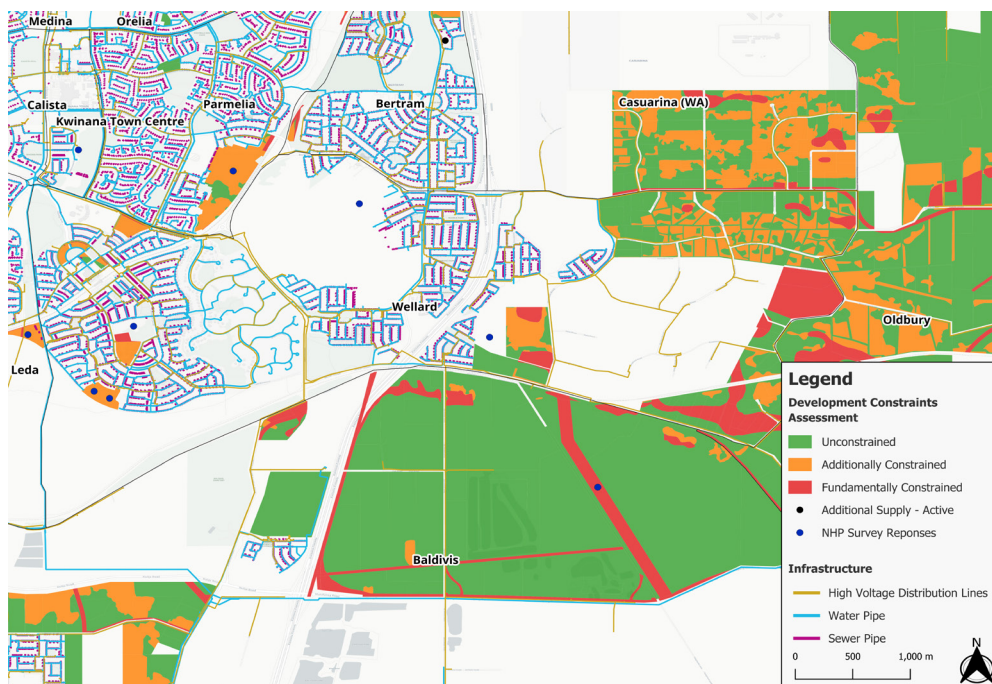 Medina
Orelia
Calista
Parmelia
Bertram
Casuarina (WA)
Kwinana Town Centre
Wellard
Oldbury
Leda
Baldivis
Legend
Development Constraints
Assessment
Unconstrained
Additionally Constrained
Fundamentally Constrained
Additional Supply - Active
NHP Survey Reponses
Infrastructure
High Voltage Distribution Lines
Water Pipe
Sewer Pipe
N
0 500 1,000 m